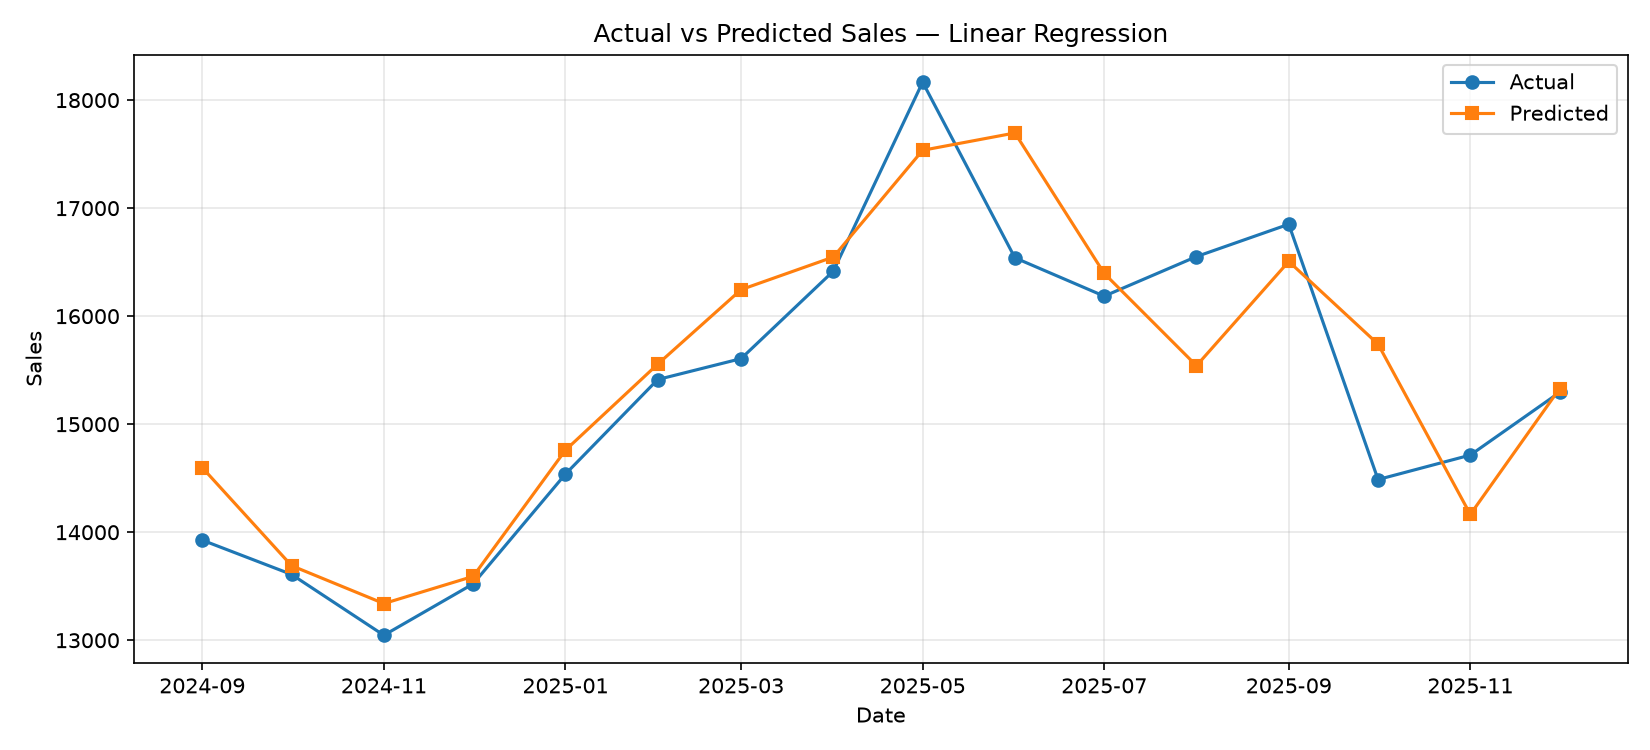 Actual vs Predicted Sales — Linear Regression
Actual
Predicted
18000
17000
16000
15000
14000
13000
Sales
2024-09 2024-11 2025-01 2025-03 2025-05 2025-07 2025-09 2025-11
Date